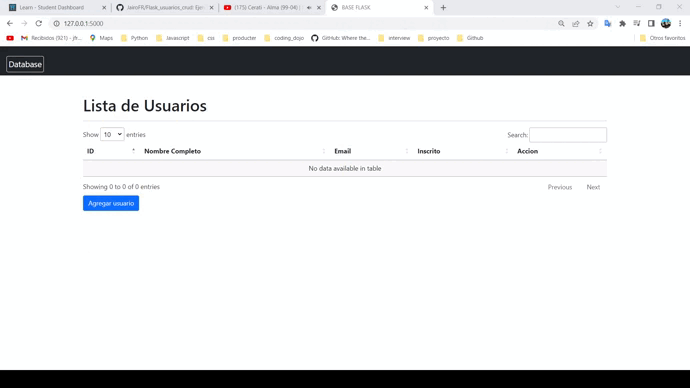 Learn - Student Dashboard
JairoFR/Flask_usuarios_crud: Ejer
(115) Cerati - Alma (99-04)
BASE FLASK
127.0.0.1:5000
Recibidos (921) - jfr...
Maps
Python
Javascript
css
producter
coding_dojo
GitHub: Where the...
interview
proyecto
Github
Otros favoritos
Database
Lista de Usuarios
Show 10 entries
Search:
ID Nombre Completo Email Inscrito Accion
No data available in table
Showing 0 to 0 of 0 entries
Previous Next
Agregar usuario